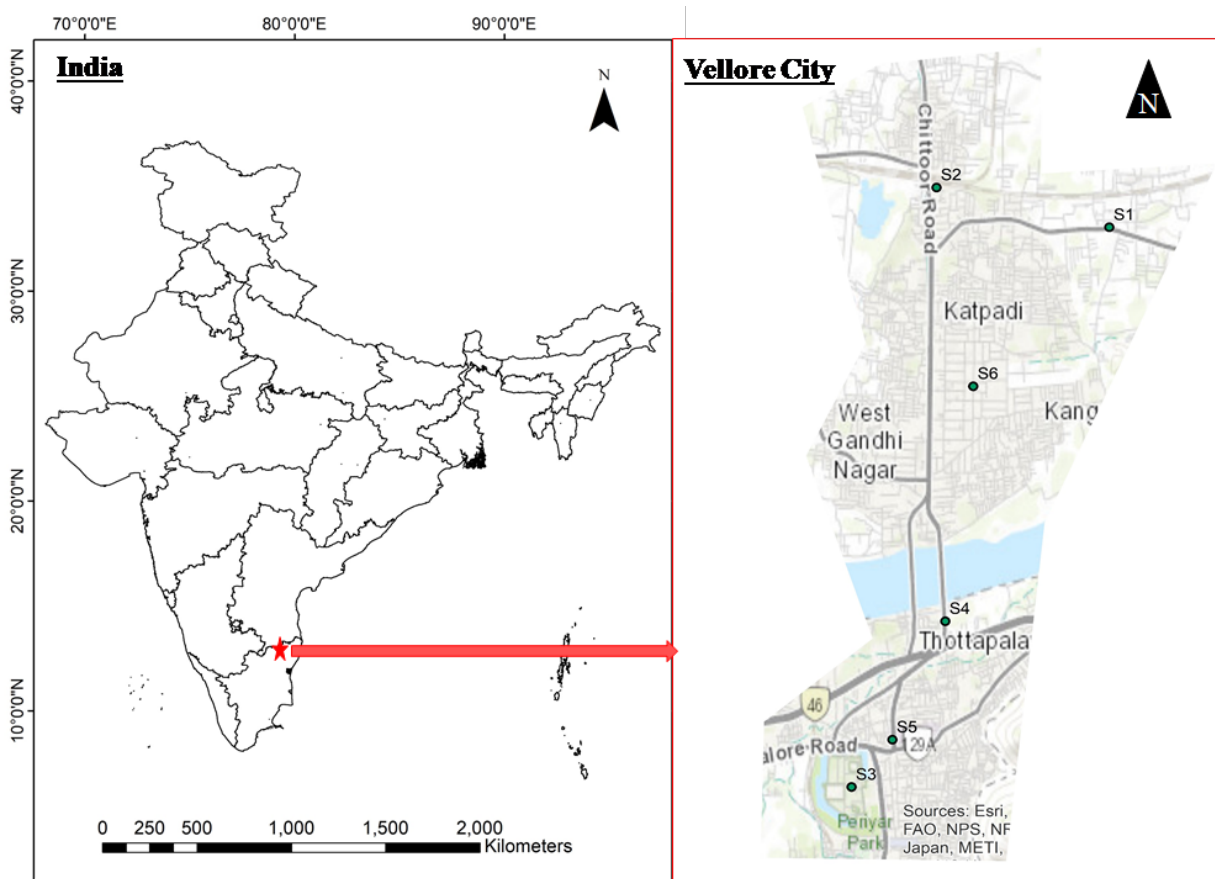 70°0'0"E
80°0'0"E
90°0'0"E
40°0'0"N
30°0'0"N
20°0'0"N
10°0'0"N
India
N
0 250 500 1,000 1,500 2,000
Kilometers
Vellore City
N
Chittoor Road
S2
S1
Katpadi
S6
West
Gandhi
Nagar
Kang
S4
Thottapala
46
S5
129A
alore Road
S3
Periyar
Park
Sources: Esri,
FAO, NPS, NF
Japan, METI,